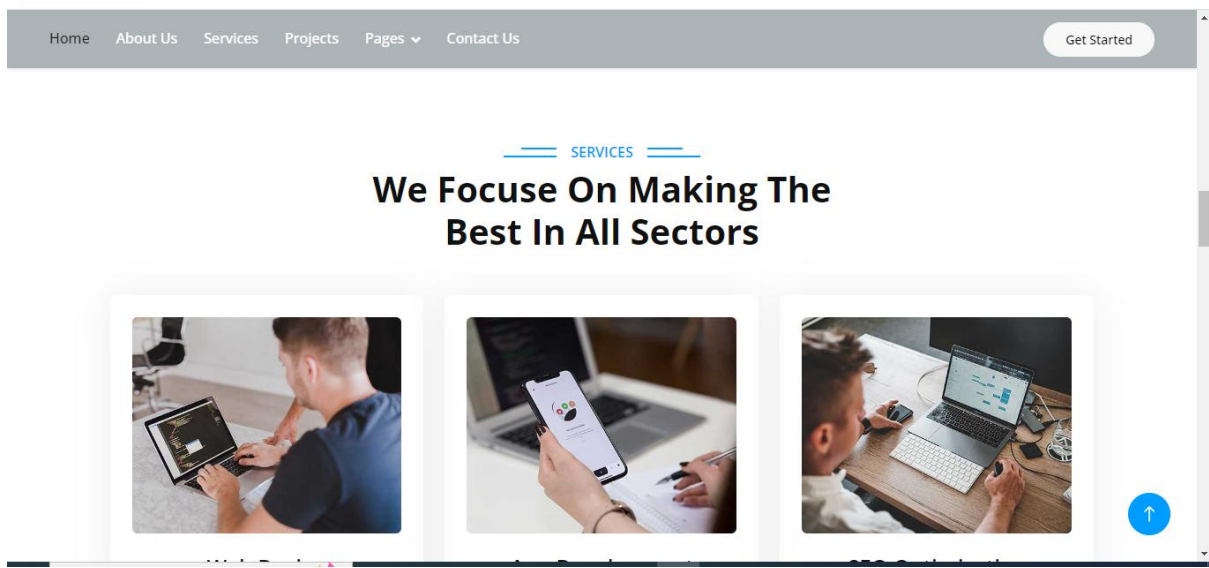 Home About Us Services Projects Pages Contact Us Get Started
SERVICES
We Focuse On Making The
Best In All Sectors